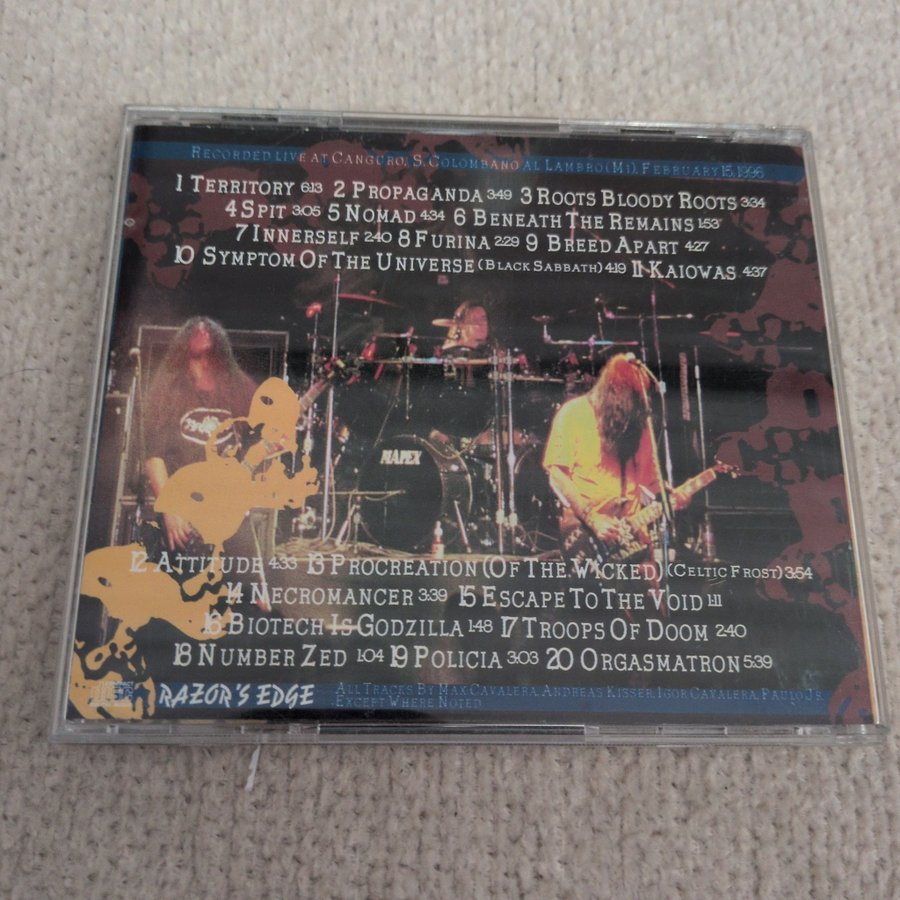 RECORDED LIVE AT CANGURO, S. COLOMBANO AL LAMBRO (MI), FEBRUARY 15, 1996
1 TERRITORY 6:13 2 PROPAGANDA 3:49 3 ROOTS BLOODY ROOTS 3:34
4 SPIT 3:05 5 NOMAD 4:34 6 BENEATH THE REMAINS 1:53
7 INNERSELF 2:40 8 FURINA 2:29 9 BREED APART 4:27
10 SYMPTOM OF THE UNIVERSE (BLACK SABBATH) 4:19 11 KAIOWAS 4:37
MAPEX
12 ATTITUDE 4:33 13 PROCREATION (OF THE WICKED) (CELTIC FROST) 3:54
14 NECROMANCER 3:39 15 ESCAPE TO THE VOID 1:11
16 BIOTECH IS GODZILLA 1:48 17 TROOPS OF DOOM 2:40
18 NUMBER ZED 1:04 19 POLICIA 3:03 20 ORGASMATRON 5:39
RAZOR'S EDGE
ALL TRACKS BY MAX CAVALERA, ANDREAS KISSER, IGOR CAVALERA, PAULO JR.
EXCEPT WHERE NOTED